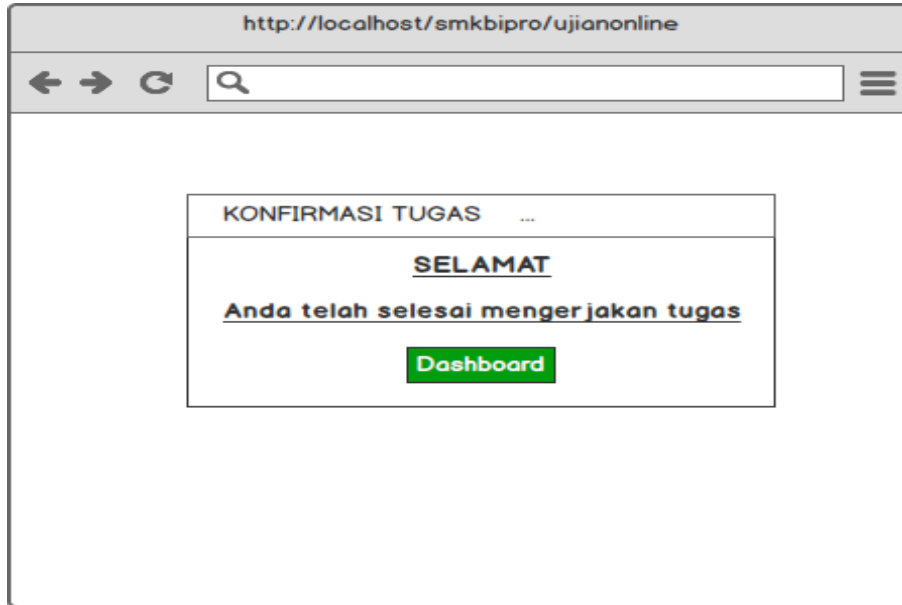 http://localhost/smkbipro/ujianonline
KONFIRMASI TUGAS ...
SELAMAT
Anda telah selesai mengerjakan tugas
Dashboard